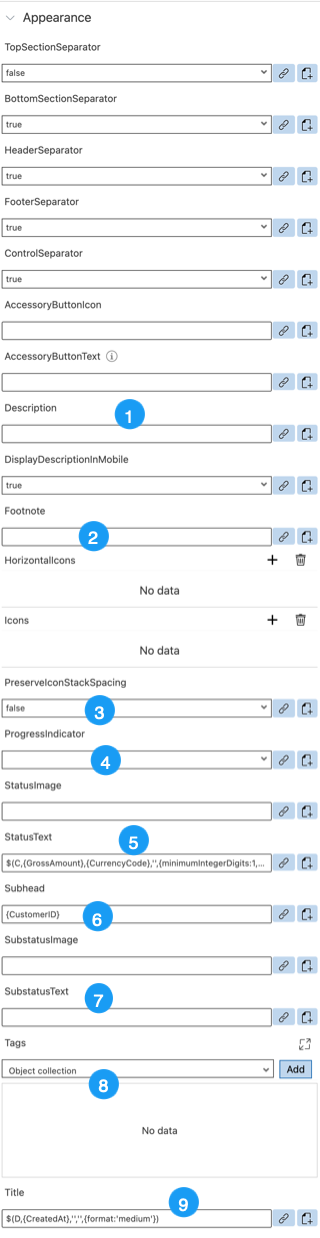 Appearance
TopSectionSeparator
false
BottomSectionSeparator
true
HeaderSeparator
true
FooterSeparator
true
ControlSeparator
true
AccessoryButtonIcon
AccessoryButtonText
Description
1
DisplayDescriptionInMobile
true
Footnote
2
HorizontalIcons
No data
Icons
No data
PreserveIconStackSpacing
false
3
ProgressIndicator
4
StatusImage
StatusText
5
$(C,{GrossAmount},{CurrencyCode},'',{minimumIntegerDigits:1,...
Subhead
{CustomerID}
6
SubstatusImage
SubstatusText
7
Tags
Object collection
Add
8
No data
Title
9
$(D,{CreatedAt},'','',{format:'medium'})